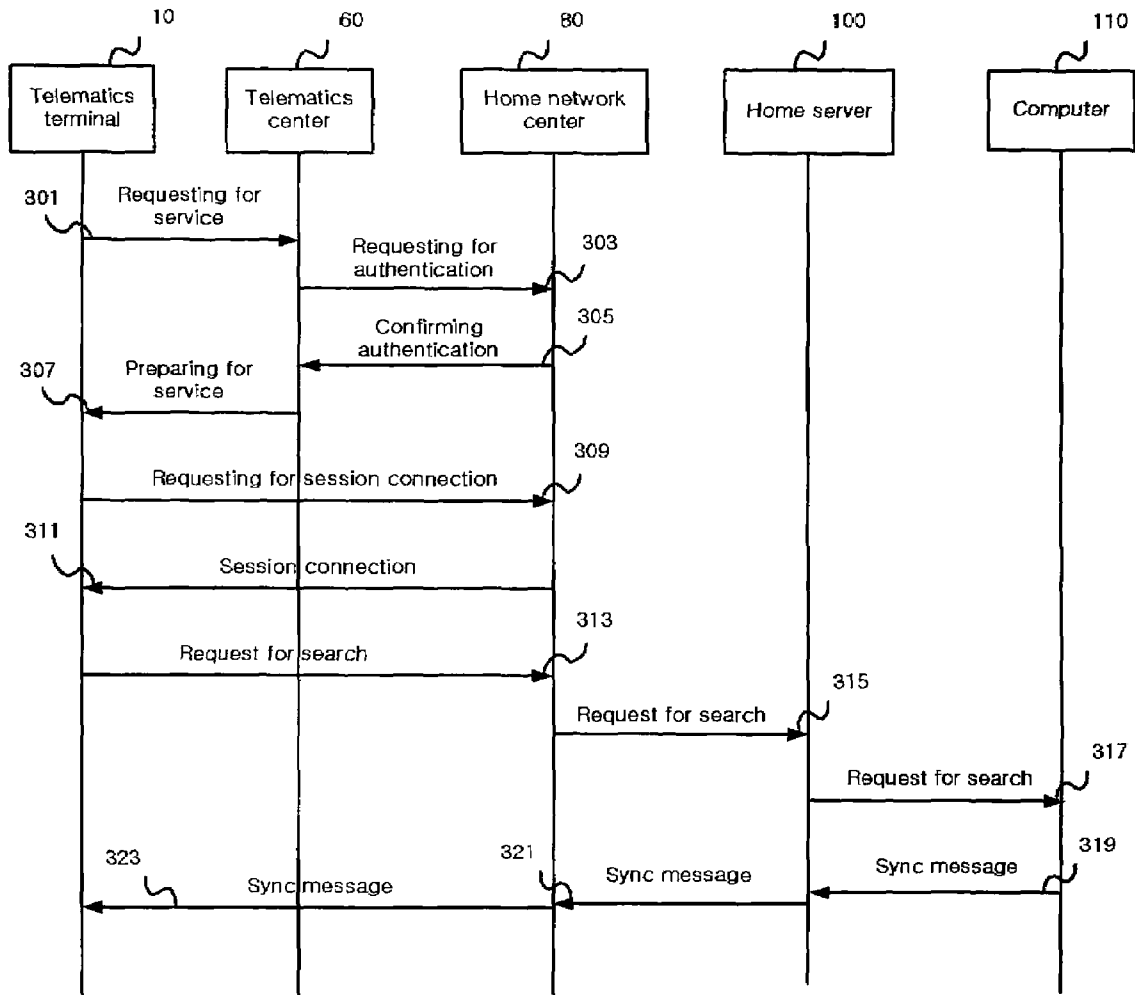 10
60
80
100
110
Telematics
terminal
Telematics
center
Home network
center
Home server
Computer
301
Requesting for
service
Requesting for
authentication
303
305
Confirming
authentication
307
Preparing for
service
309
Requesting for session connection
311
Session connection
313
Request for search
315
Request for search
317
Request for search
319
Sync message
321
Sync message
323
Sync message